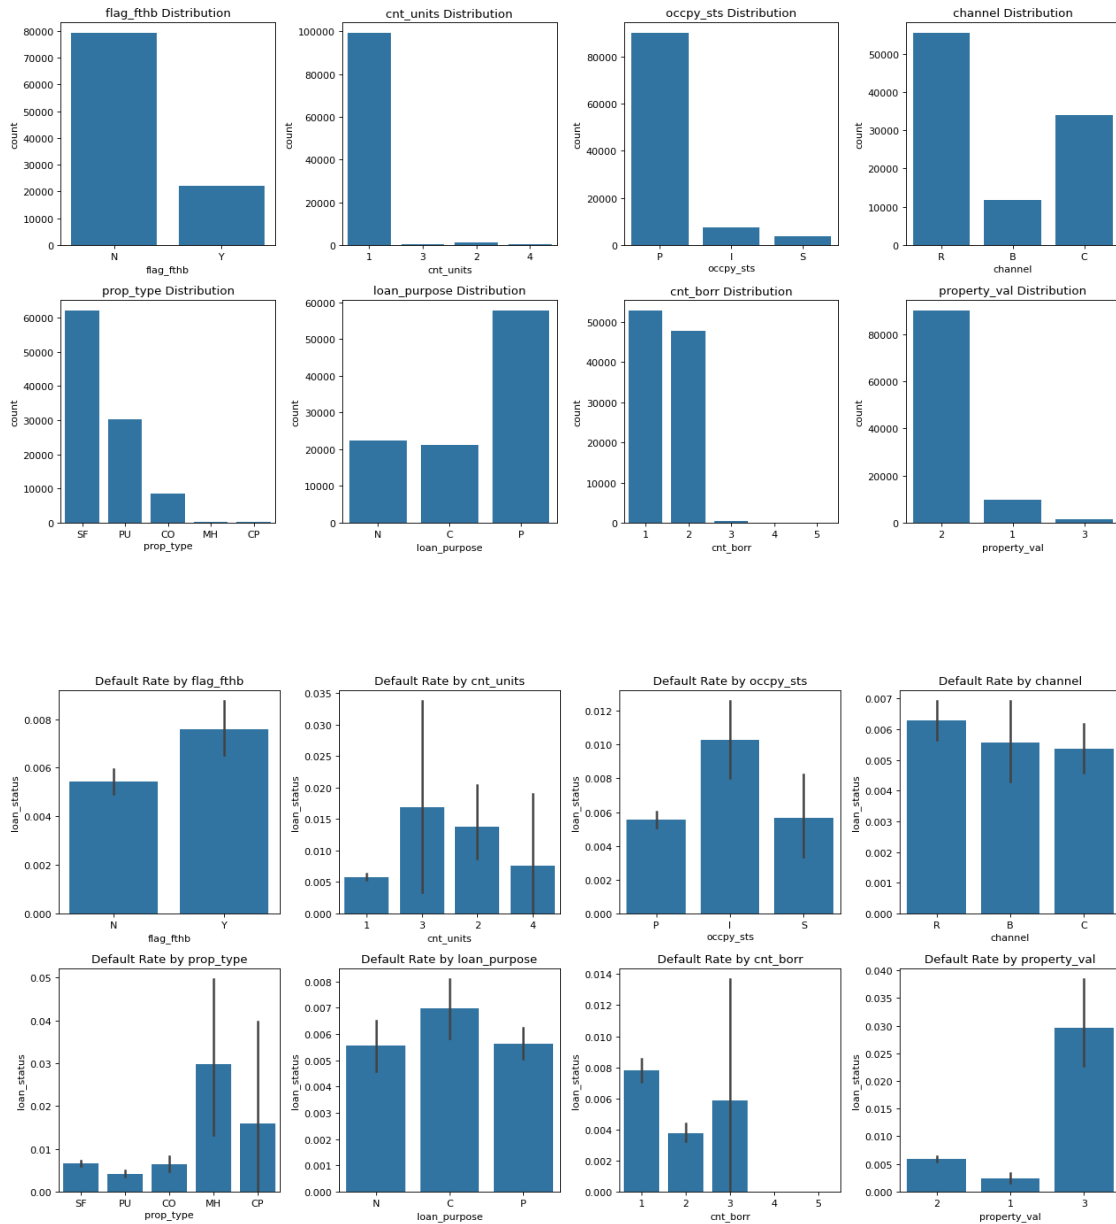 flag_fthb Distribution
cnt_units Distribution
occpy_sts Distribution
channel Distribution
80000
70000
60000
50000
40000
30000
20000
10000
0
count
N
Y
flag_fthb
100000
80000
60000
40000
20000
0
count
1
3
2
4
cnt_units
80000
60000
40000
20000
0
count
P
I
S
occpy_sts
50000
40000
30000
20000
10000
0
count
R
B
C
channel
prop_type Distribution
loan_purpose Distribution
cnt_borr Distribution
property_val Distribution
60000
50000
40000
30000
20000
10000
0
count
SF
PU
CO
MH
CP
prop_type
60000
50000
40000
30000
20000
10000
0
count
N
C
P
loan_purpose
50000
40000
30000
20000
10000
0
count
1
2
3
4
5
cnt_borr
80000
60000
40000
20000
0
count
2
1
3
property_val
Default Rate by flag_fthb
Default Rate by cnt_units
Default Rate by occpy_sts
Default Rate by channel
0.008
0.006
0.004
0.002
0.000
loan_status
N
Y
flag_fthb
0.035
0.030
0.025
0.020
0.015
0.010
0.005
0.000
loan_status
1
3
2
4
cnt_units
0.012
0.010
0.008
0.006
0.004
0.002
0.000
loan_status
P
I
S
occpy_sts
0.007
0.006
0.005
0.004
0.003
0.002
0.001
0.000
loan_status
R
B
C
channel
Default Rate by prop_type
Default Rate by loan_purpose
Default Rate by cnt_borr
Default Rate by property_val
0.05
0.04
0.03
0.02
0.01
0.00
loan_status
SF
PU
CO
MH
CP
prop_type
0.008
0.007
0.006
0.005
0.004
0.003
0.002
0.001
0.000
loan_status
N
C
P
loan_purpose
0.014
0.012
0.010
0.008
0.006
0.004
0.002
0.000
loan_status
1
2
3
4
5
cnt_borr
0.040
0.035
0.030
0.025
0.020
0.015
0.010
0.005
0.000
loan_status
2
1
3
property_val